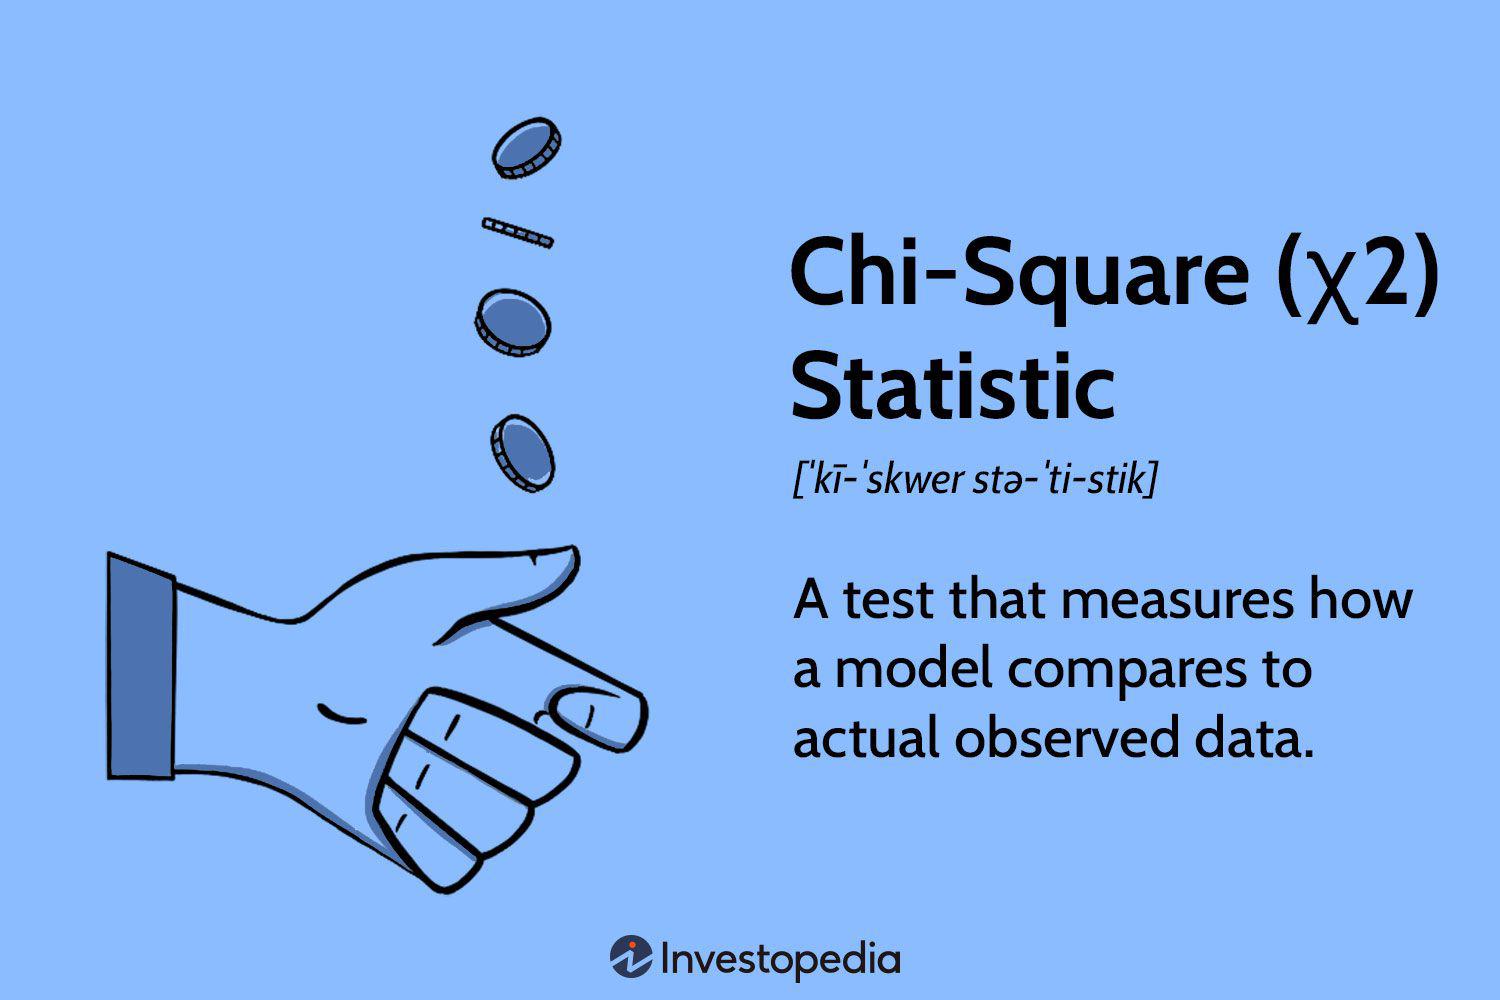 Chi-Square (χ2)
Statistic
[ˈkī-ˈskwer stə-ˈti-stik]
A test that measures how
a model compares to
actual observed data.
Investopedia